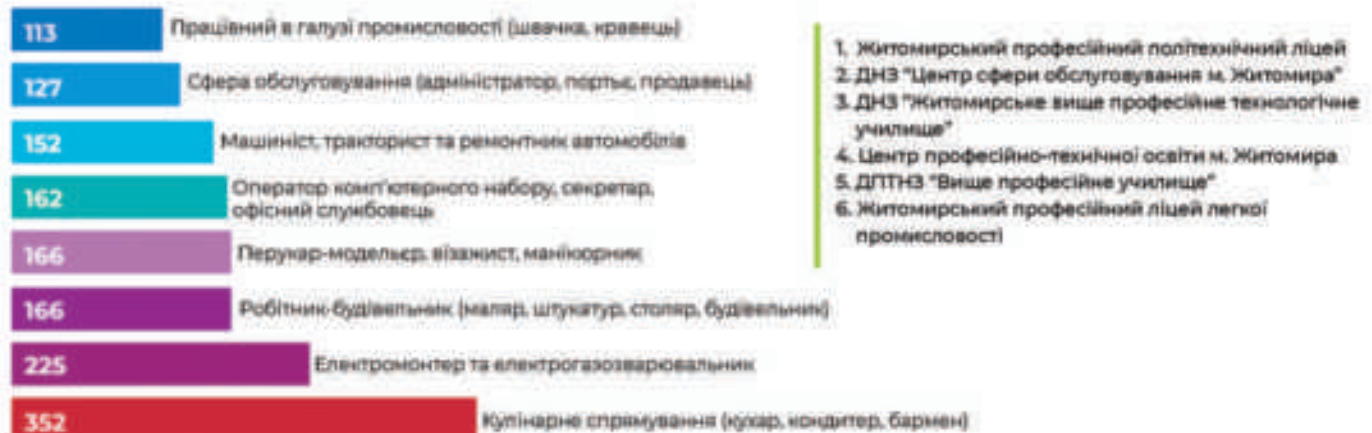 113 Працівний в галузі промисловості (швачка, кравець)
127 Сфера обслуговування (адміністратор, портьє, продавець)
152 Машиніст, тракторист та ремонтник автомобілів
162 Оператор комп'ютерного набору, секретар,
офісний службовець
166 Перукар-модельєр, візажист, манікюрник
166 Робітник-будівельник (маляр, штукатур, столяр, будівельник)
225 Електромонтер та електрогазозварювальник
352 Кулінарне спрямування (кухар, кондитер, бармен)
1. Житомирський професійний політехнічний ліцей
2. ДНЗ "Центр сфери обслуговування м. Житомира"
3. ДНЗ "Житомирське вище професійне технологічне
училище"
4. Центр професійно-технічної освіти м. Житомира
5. ДПТНЗ "Вище професійне училище"
6. Житомирський професійний ліцей легкої
промисловості